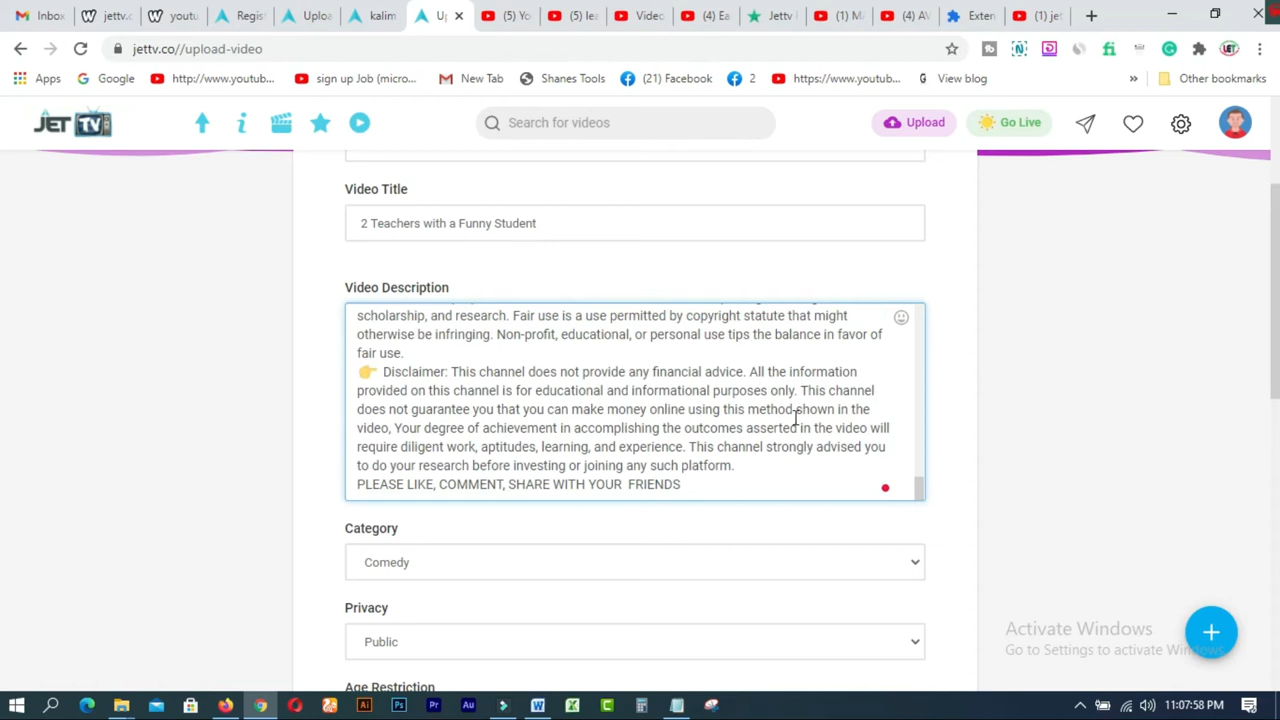 Inbox
jettv.c
youtu
Regist
Uploa
kalim
Up
(5) Yo
(5) lea
Video
(4) Ea
Jettv
(1) M
(4) AV
Exten
(1) jet
jettv.co//upload-video
Apps
Google
http://www.youtub...
sign up Job (micro...
New Tab
Shanes Tools
(21) Facebook
2
https://www.youtub...
View blog
»
Other bookmarks
JET TV
Search for videos
Upload
Go Live
Video Title
2 Teachers with a Funny Student
Video Description
scholarship, and research. Fair use is a use permitted by copyright statute that might
otherwise be infringing. Non-profit, educational, or personal use tips the balance in favor of
fair use.
👉 Disclaimer: This channel does not provide any financial advice. All the information
provided on this channel is for educational and informational purposes only. This channel
does not guarantee you that you can make money online using this method shown in the
video, Your degree of achievement in accomplishing the outcomes asserted in the video will
require diligent work, aptitudes, learning, and experience. This channel strongly advised you
to do your research before investing or joining any such platform.
PLEASE LIKE, COMMENT, SHARE WITH YOUR FRIENDS
Category
Comedy
Privacy
Public
Age Restriction
Activate Windows
Go to Settings to activate Windows.
11:07:58 PM